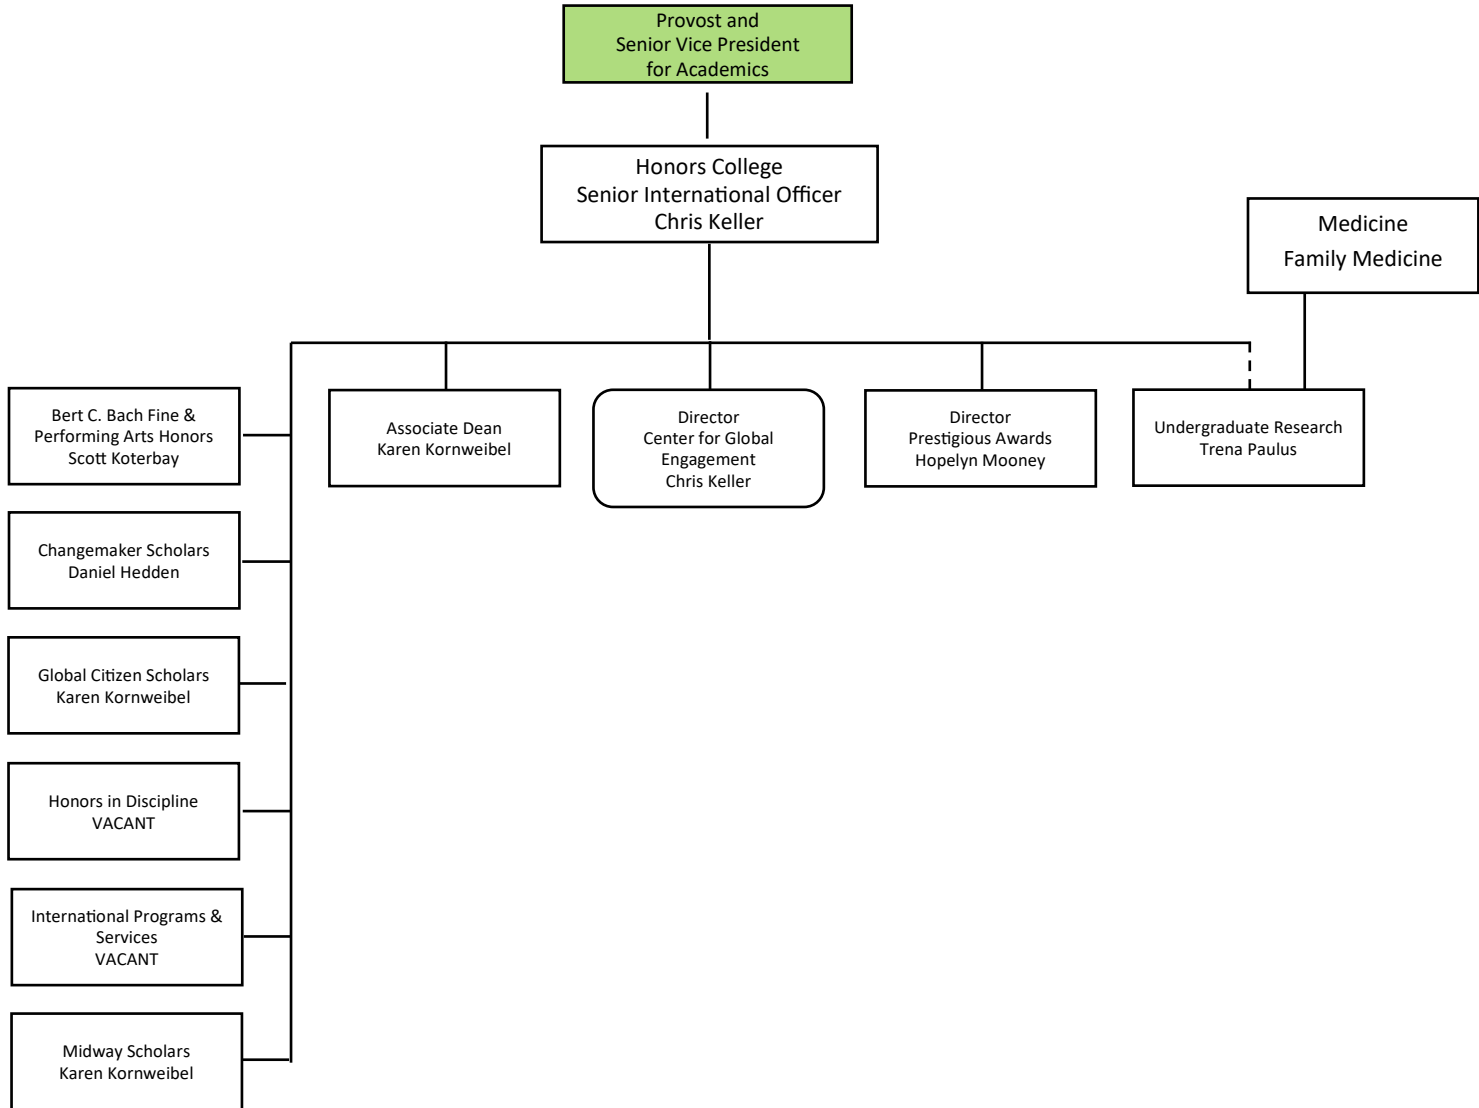 Provost and
Senior Vice President
for Academics
Honors College
Senior International Officer
Chris Keller
Medicine
Family Medicine
Bert C. Bach Fine &
Performing Arts Honors
Scott Koterbay
Associate Dean
Karen Kornweibel
Director
Center for Global
Engagement
Chris Keller
Director
Prestigious Awards
Hopelyn Mooney
Undergraduate Research
Trena Paulus
Changemaker Scholars
Daniel Hedden
Global Citizen Scholars
Karen Kornweibel
Honors in Discipline
VACANT
International Programs &
Services
VACANT
Midway Scholars
Karen Kornweibel